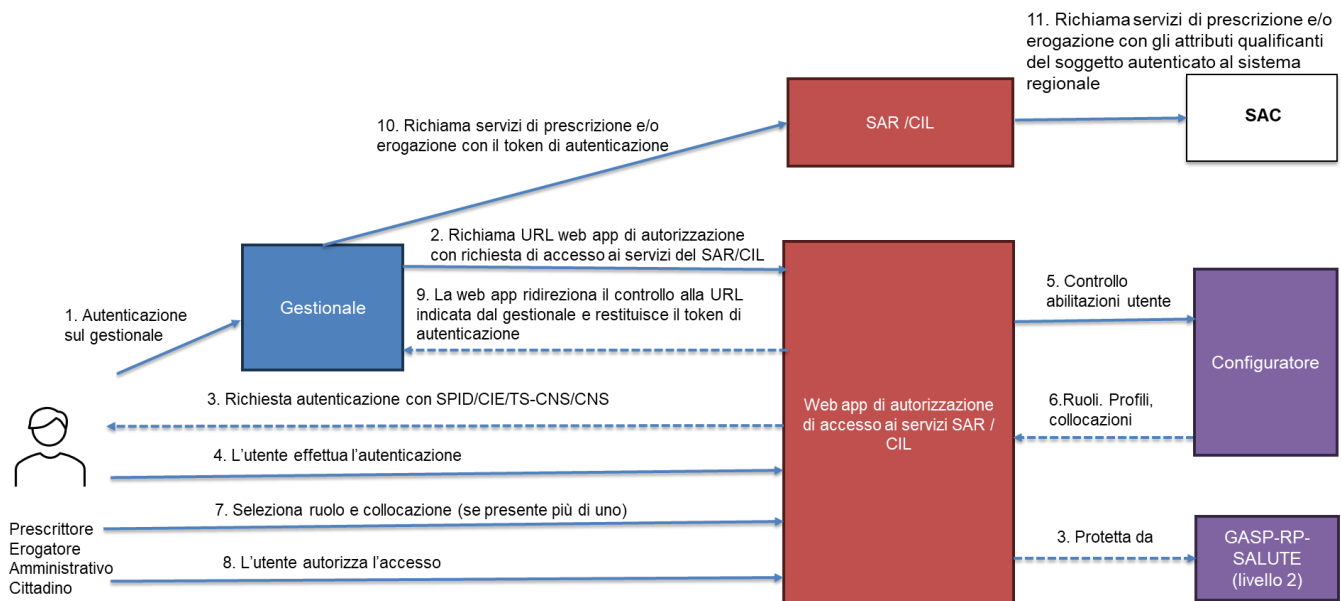 11. Richiama servizi di prescrizione e/o
erogazione con gli attributi qualificanti
del soggetto autenticato al sistema
regionale
10. Richiama servizi di prescrizione e/o
erogazione con il token di autenticazione
SAR /CIL
SAC
2. Richiama URL web app di autorizzazione
con richiesta di accesso ai servizi del SAR/CIL
Gestionale
9. La web app ridireziona il controllo alla URL
indicata dal gestionale e restituisce il token di
autenticazione
1. Autenticazione
sul gestionale
5. Controllo
abilitazioni utente
Configuratore
6.Ruoli. Profili,
collocazioni
3. Richiesta autenticazione con SPID/CIE/TS-CNS/CNS
Web app di autorizzazione
di accesso ai servizi SAR /
CIL
4. L’utente effettua l’autenticazione
7. Seleziona ruolo e collocazione (se presente più di uno)
8. L’utente autorizza l’accesso
Prescrittore
Erogatore
Amministrativo
Cittadino
3. Protetta da
GASP-RP-
SALUTE
(livello 2)